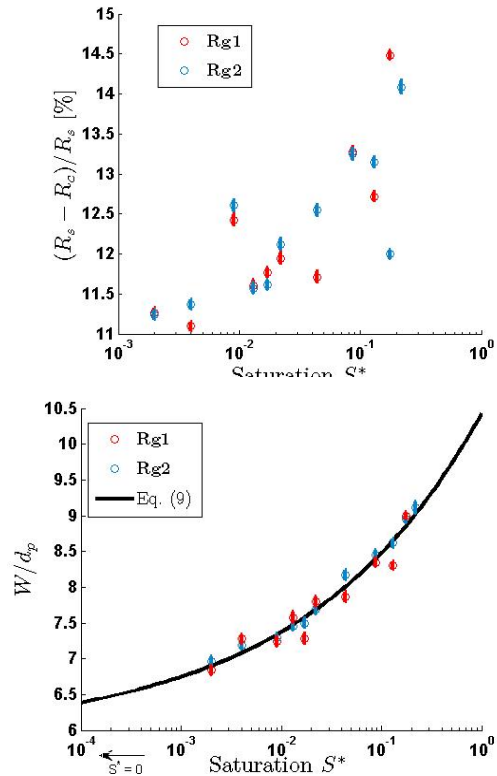 15
14.5
14
13.5
13
12.5
12
11.5
11
(R_s − R_c)/R_s [%]
Rg1
Rg2
10^-3
10^-2
10^-1
10^0
Saturation S*
10.5
10
9.5
9
8.5
8
7.5
7
6.5
6
W/d_p
Rg1
Rg2
Eq. (9)
10^-4
10^-3
10^-2
10^-1
10^0
S*=0
Saturation S*